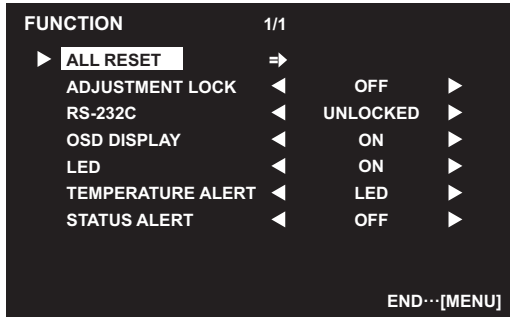 FUNCTION 1/1
ALL RESET
ADJUSTMENT LOCK OFF
RS-232C UNLOCKED
OSD DISPLAY ON
LED ON
TEMPERATURE ALERT LED
STATUS ALERT OFF
END···[MENU]